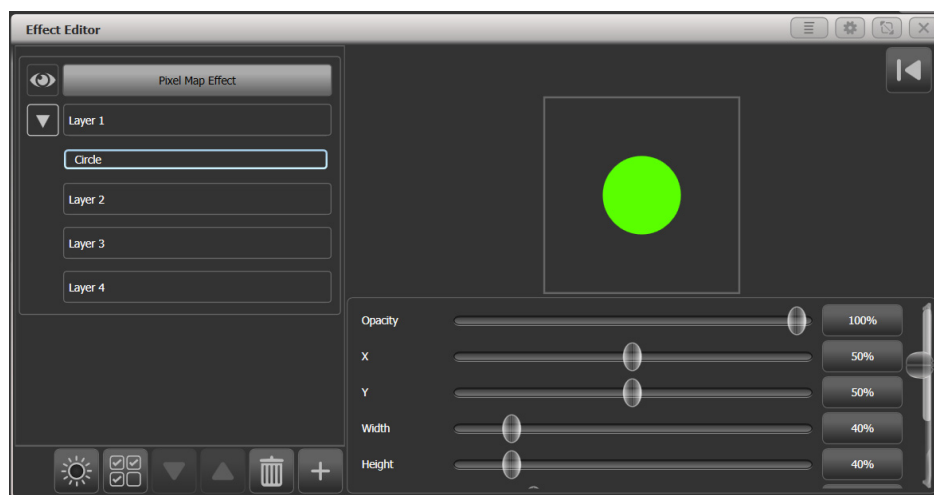 Effect Editor
Pixel Map Effect
Layer 1
Circle
Layer 2
Layer 3
Layer 4
Opacity 100%
X 50%
Y 50%
Width 40%
Height 40%